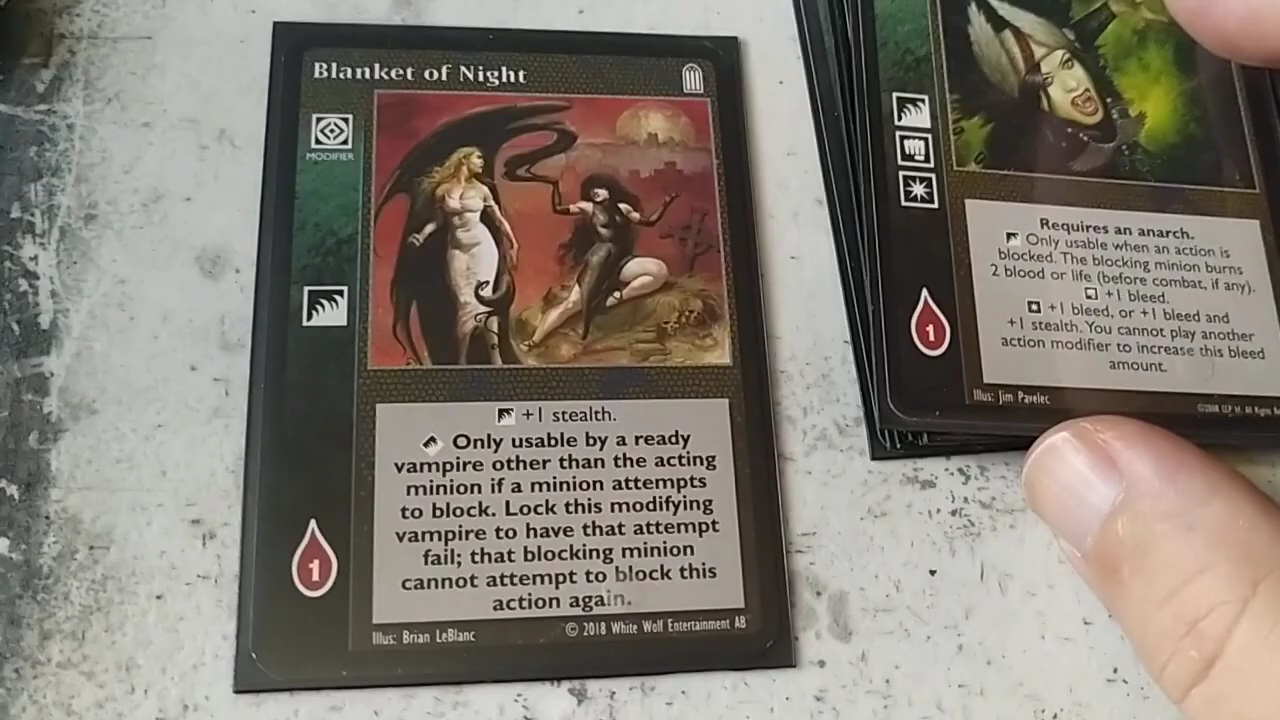 Blanket of Night
MODIFIER
+1 stealth.
Only usable by a ready
vampire other than the acting
minion if a minion attempts
to block. Lock this modifying
vampire to have that attempt
fail; that blocking minion
cannot attempt to block this
action again.
1
Illus: Brian LeBlanc
© 2018 White Wolf Entertainment AB
Requires an anarch.
Only usable when an action is
blocked. The blocking minion burns
2 blood or life (before combat, if any).
+1 bleed.
+1 bleed, or +1 bleed and
+1 stealth. You cannot play another
action modifier to increase this bleed
amount.
1
Illus: Jim Pavelec
All Rights